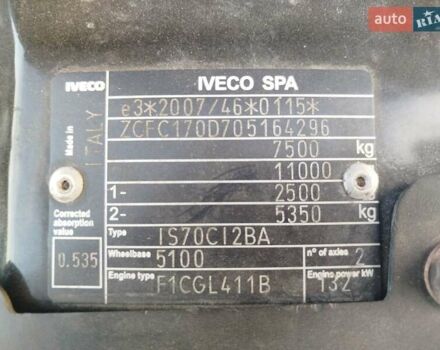 auto RIA
IVECO IVECO SPA
Made in ITALY
e3*2007/46*0115*
ZCFC170D705164296
7500 kg
11000
1- 2500 kg
2- 5350 kg
Corrected absorption value
0.535
Type IS70CI2BA
Wheelbase 5100 n° of axles 2
Engine type F1CGL411B Engine power kW 132